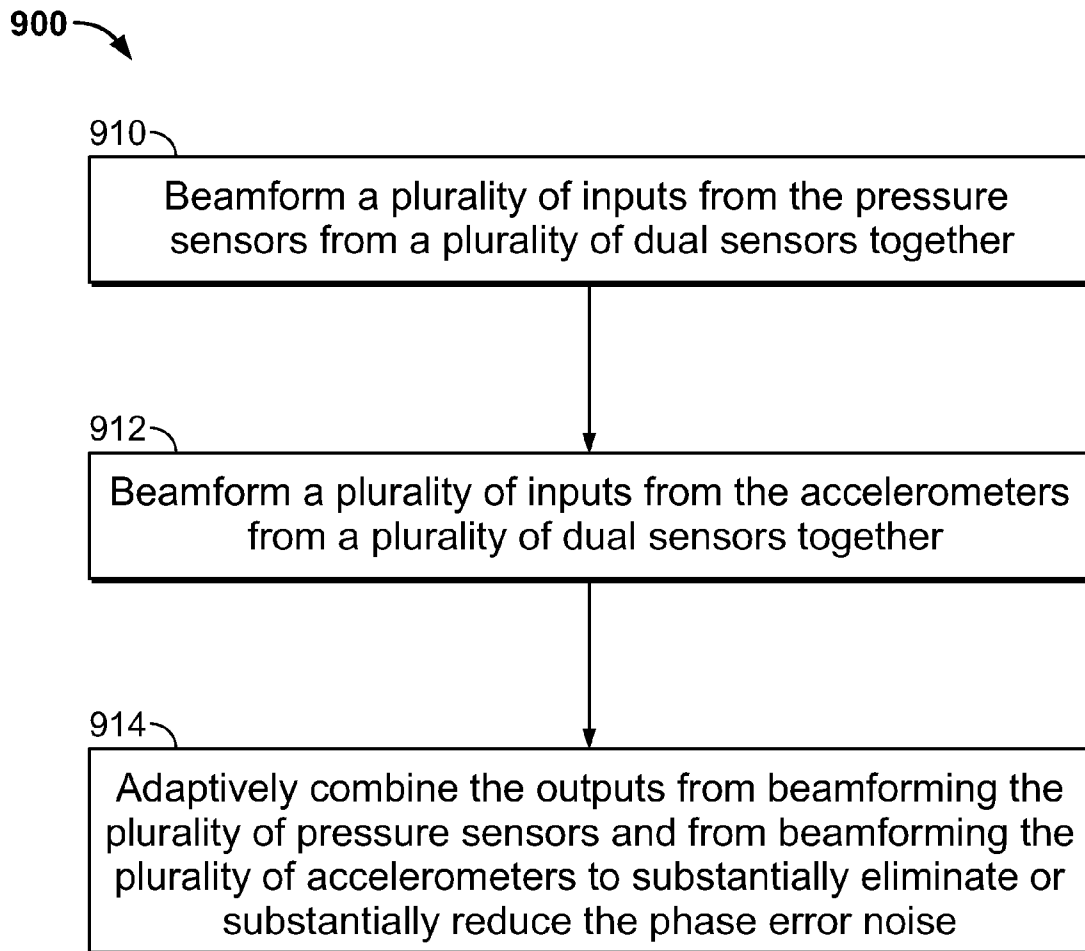 900
910
Beamform a plurality of inputs from the pressure
sensors from a plurality of dual sensors together
912
Beamform a plurality of inputs from the accelerometers
from a plurality of dual sensors together
914
Adaptively combine the outputs from beamforming the
plurality of pressure sensors and from beamforming the
plurality of accelerometers to substantially eliminate or
substantially reduce the phase error noise